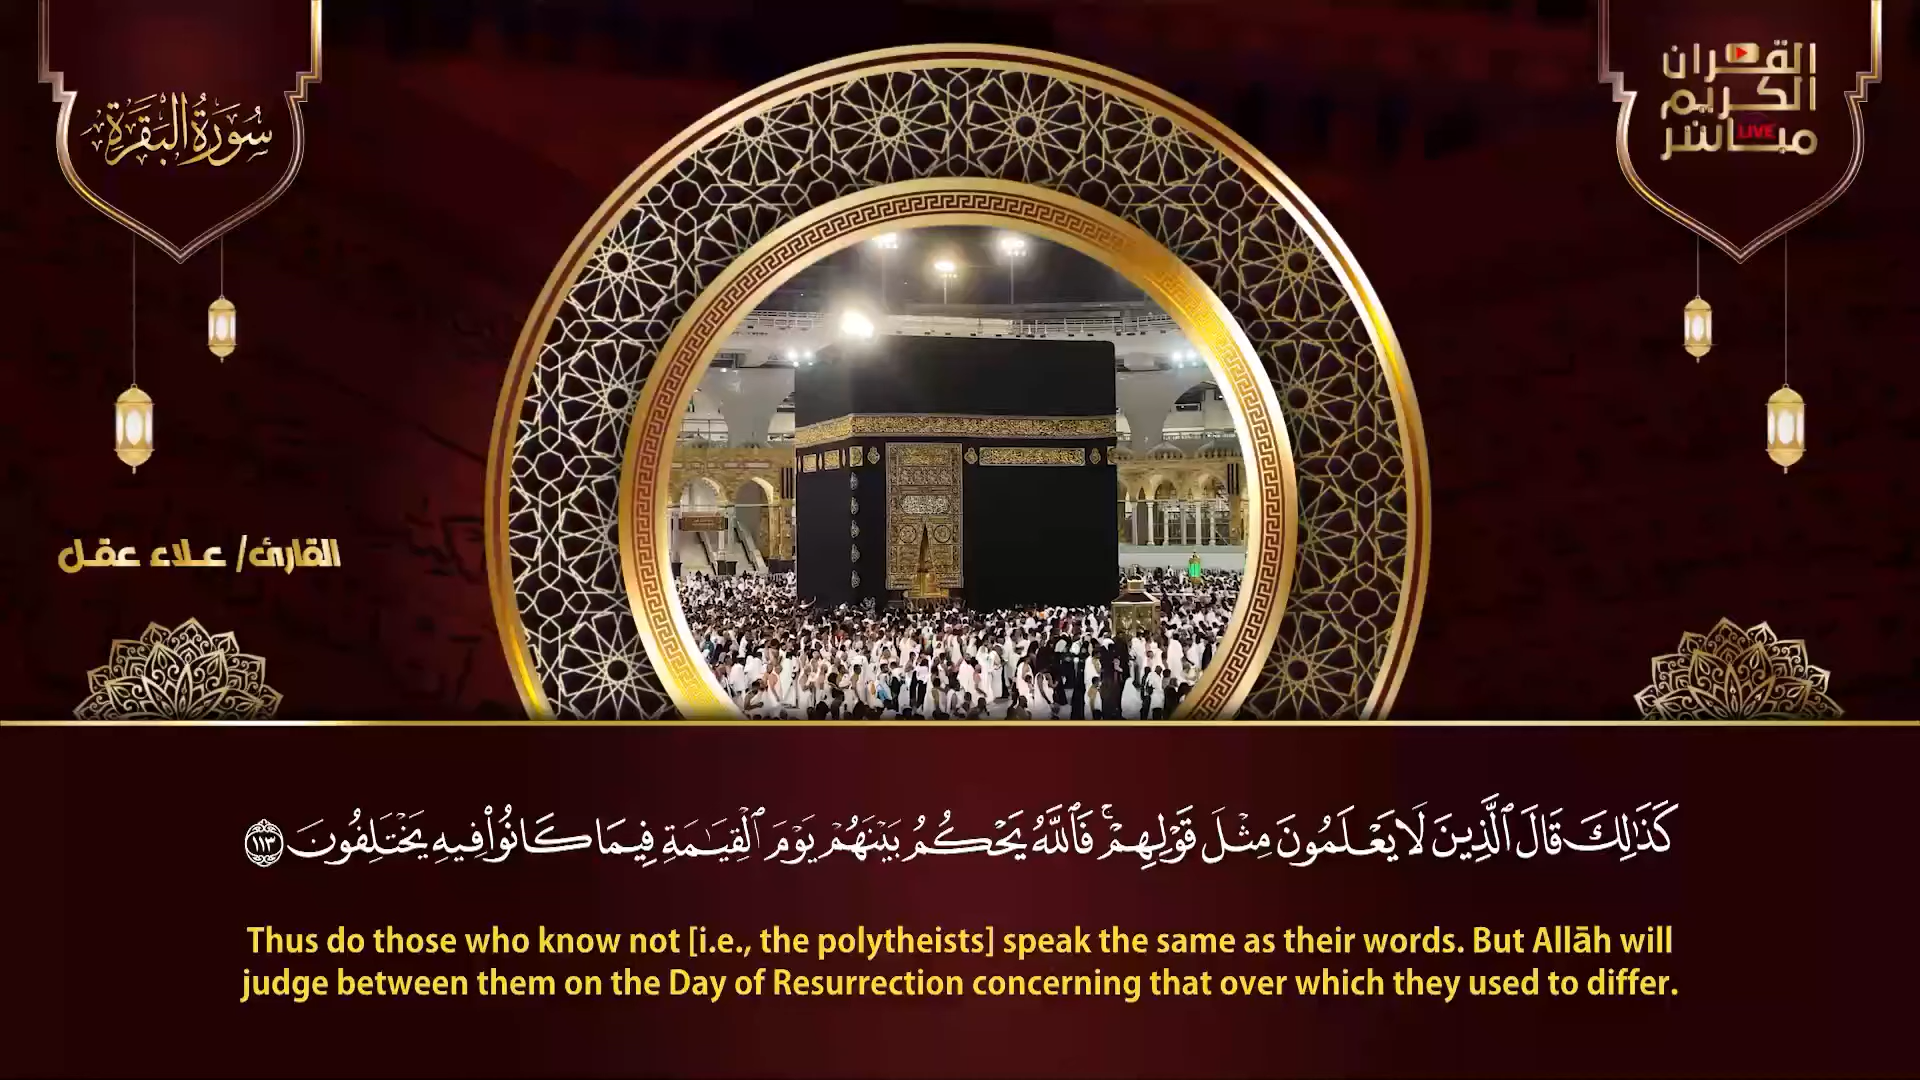 سُورَةُ البَقَرَةِ
القرآن
الكريم
مباشر
LIVE
القارئ/ علاء عقل
كَذَٰلِكَ قَالَ ٱلَّذِينَ لَا يَعْلَمُونَ مِثْلَ قَوْلِهِمْ ۚ فَٱللَّهُ يَحْكُمُ بَيْنَهُمْ يَوْمَ ٱلْقِيَـٰمَةِ فِيمَا كَانُوا۟ فِيهِ يَخْتَلِفُونَ ١١٣
Thus do those who know not [i.e., the polytheists] speak the same as their words. But Allāh will
judge between them on the Day of Resurrection concerning that over which they used to differ.